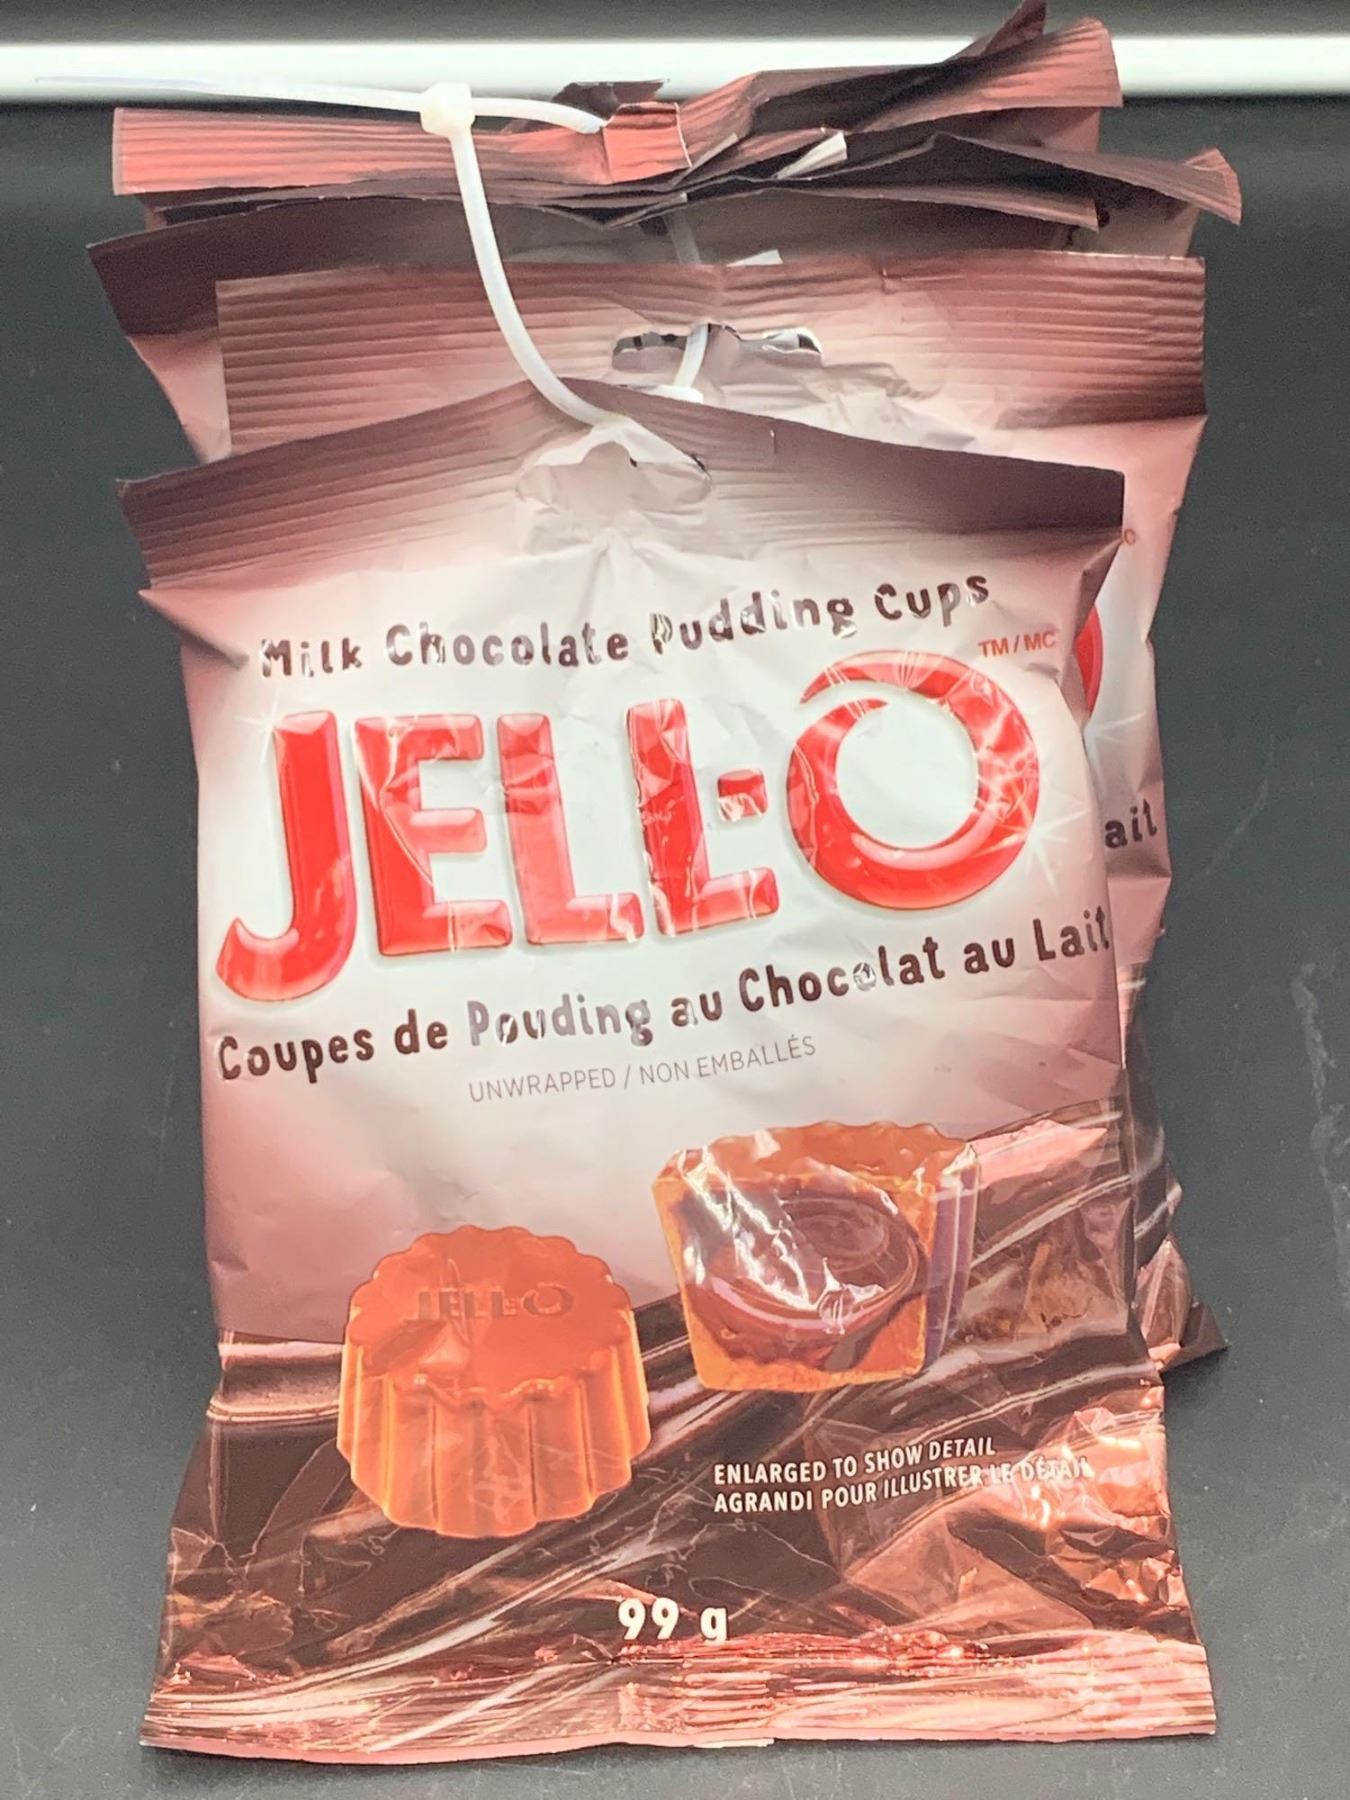 Milk Chocolate Pudding Cups
TM/MC
JELL-O
Coupes de Pouding au Chocolat au Lait
UNWRAPPED / NON EMBALLÉS
JELL-O
ENLARGED TO SHOW DETAIL
AGRANDI POUR ILLUSTRER LE DÉTAIL
99 g
C
ait